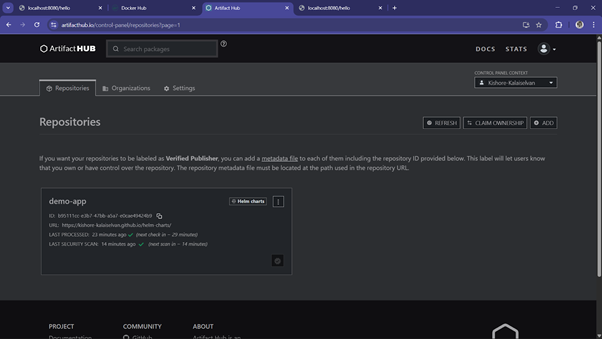 localhost:8080/hello
Docker Hub
Artifact Hub
localhost:8080/hello
artifacthub.io/control-panel/repositories?page=1
Artifact HUB
Search packages
DOCS
STATS
CONTROL PANEL CONTEXT
Kishore-Kalaiselvan
Repositories
Organizations
Settings
Repositories
REFRESH
CLAIM OWNERSHIP
ADD
If you want your repositories to be labeled as Verified Publisher, you can add a metadata file to each of them including the repository ID provided below. This label will let users know
that you own or have control over the repository. The repository metadata file must be located at the path used in the repository URL.
demo-app
Helm charts
URL: https://kishore-kalaiselvan.github.io/helm-charts/
LAST PROCESSED: 23 minutes ago (next check in ~ 29 minutes)
LAST SECURITY SCAN: 14 minutes ago (next scan in ~ 14 minutes)
PROJECT
COMMUNITY
ABOUT
Documentation
GitHub
Artifact Hub is an